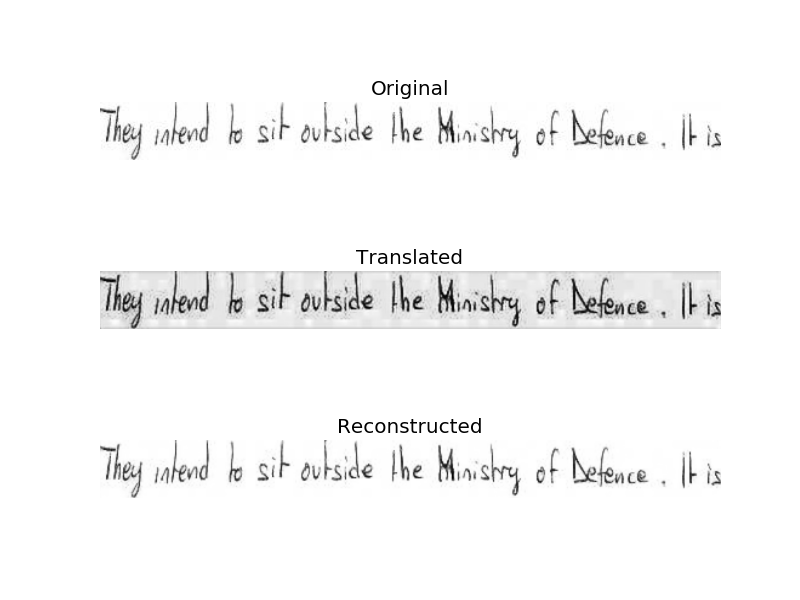 Original
They intend to sit outside the Ministry of Defence. It is
Translated
They intend to sit outside the Ministry of Defence. It is
Reconstructed
They intend to sit outside the Ministry of Defence. It is